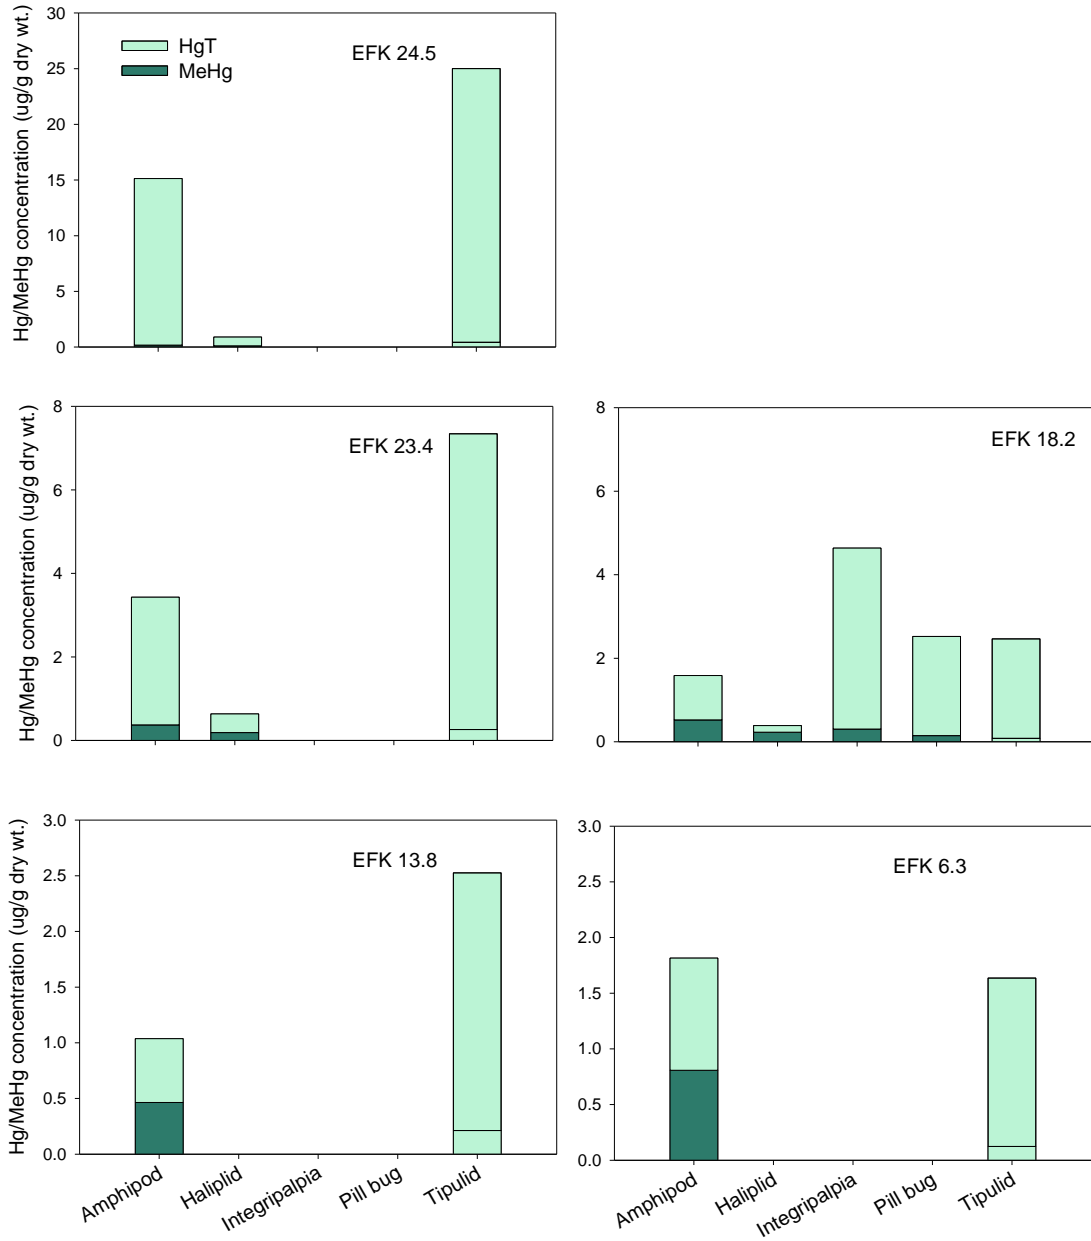 Hg/MeHg concentration (ug/g dry wt.)
30
25
20
15
10
5
0
HgT
MeHg
EFK 24.5
Hg/MeHg concentration (ug/g dry wt.)
8
6
4
2
0
EFK 23.4
8
6
4
2
0
EFK 18.2
Hg/MeHg concentration (ug/g dry wt.)
3.0
2.5
2.0
1.5
1.0
0.5
0.0
EFK 13.8
Amphipod
Haliplid
Integripalpia
Pill bug
Tipulid
3.0
2.5
2.0
1.5
1.0
0.5
0.0
EFK 6.3
Amphipod
Haliplid
Integripalpia
Pill bug
Tipulid